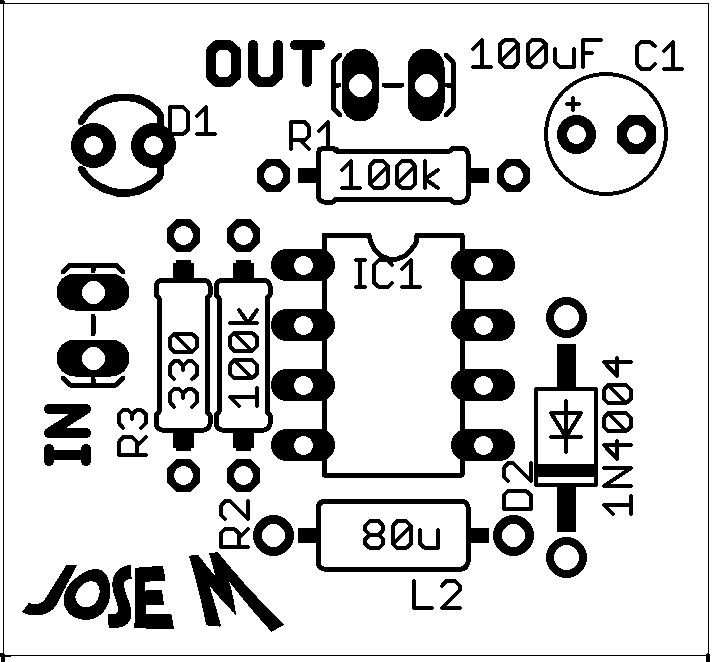 OUT
100uF
C1
D1
R1
100k
+
IC1
330
100k
R3
IN
1N4004
D2
R2
80u
L2
JOSE M